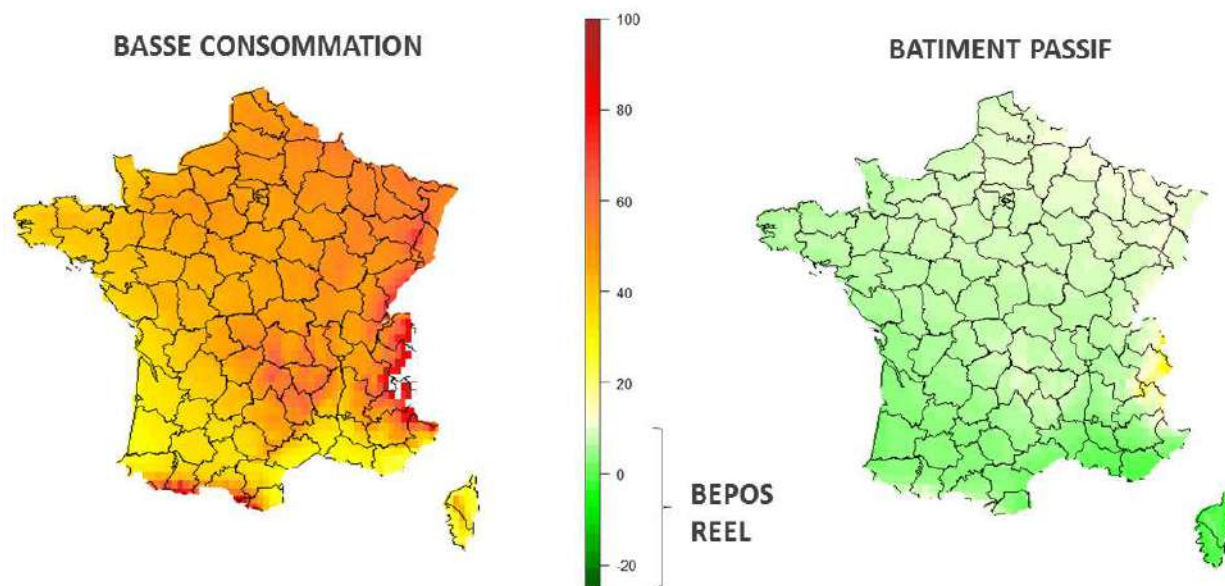 BASSE CONSOMMATION
100
80
60
40
20
0
-20
BATIMENT PASSIF
BEPOS
REEL